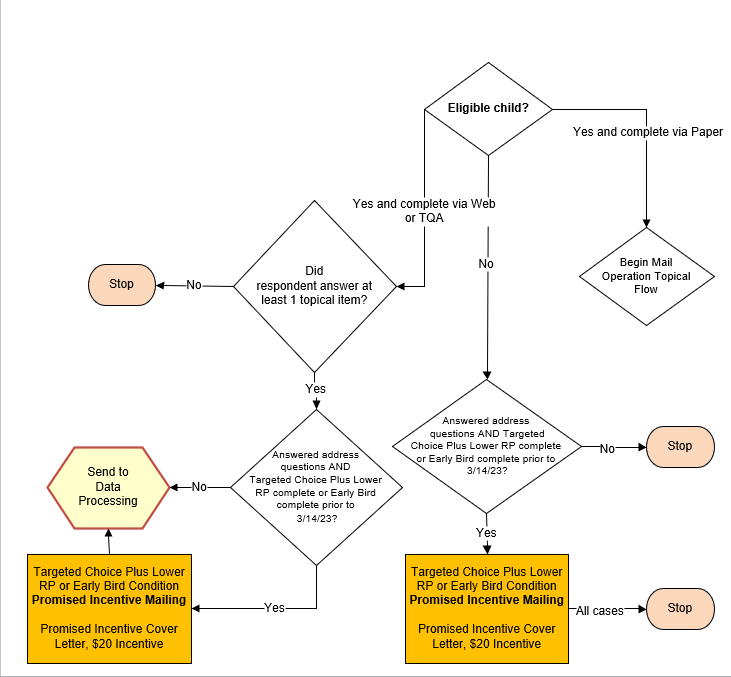 Eligible child?
Yes and complete via Paper
Yes and complete via Web
or TQA
No
Begin Mail
Operation Topical
Flow
Did
respondent answer at
least 1 topical item?
No
Stop
Yes
Answered address
questions AND Targeted
Choice Plus Lower RP complete
or Early Bird complete prior to
3/14/23?
No
Stop
Answered address
questions AND
Targeted Choice Plus Lower
RP complete or Early Bird
complete prior to
3/14/23?
No
Send to
Data
Processing
Yes
Yes
Targeted Choice Plus Lower
RP or Early Bird Condition
Promised Incentive Mailing
Promised Incentive Cover
Letter, $20 Incentive
Targeted Choice Plus Lower
RP or Early Bird Condition
Promised Incentive Mailing
Promised Incentive Cover
Letter, $20 Incentive
All cases
Stop